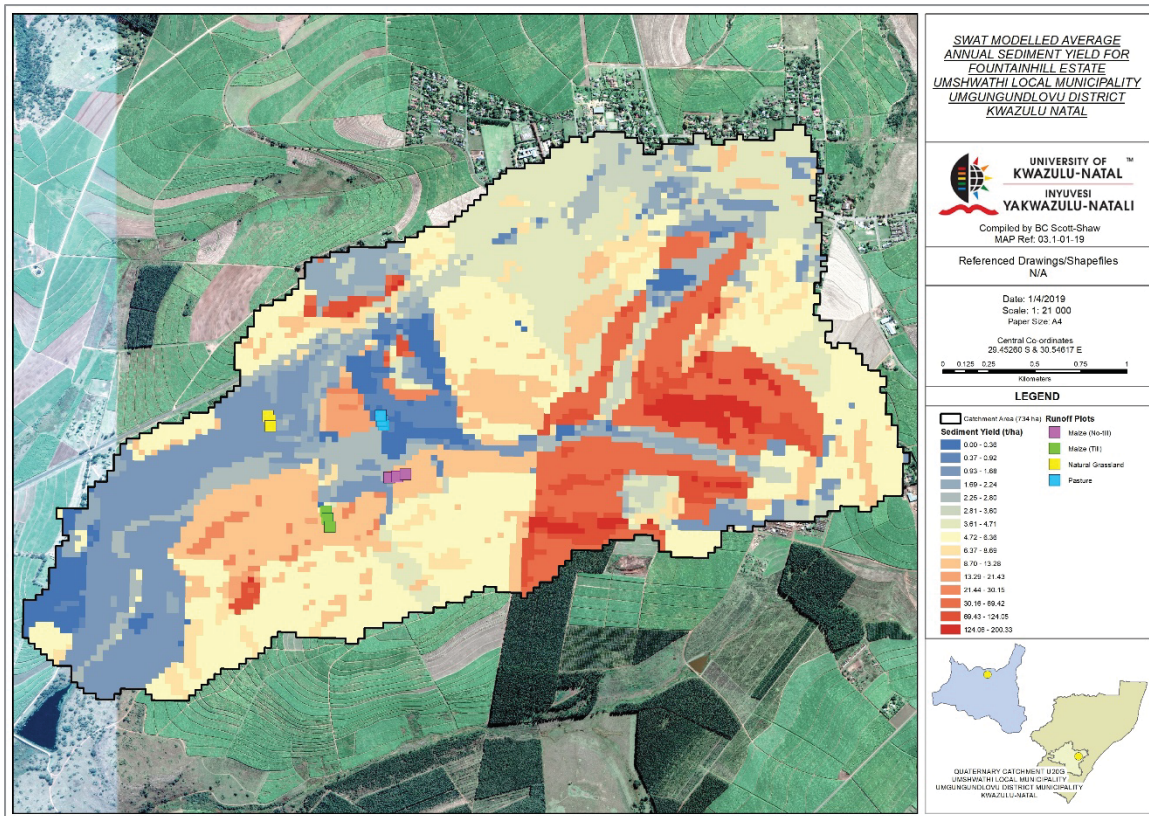 SWAT MODELLED AVERAGE
ANNUAL SEDIMENT YIELD FOR
FOUNTAINHILL ESTATE
UMSHWATHI LOCAL MUNICIPALITY
UMGUNGUNDLOVU DISTRICT
KWAZULU NATAL
UNIVERSITY OF ™
KWAZULU-NATAL
INYUVESI
YAKWAZULU-NATALI
Compiled by BC Scott-Shaw
MAP Ref: 03.1-01-19
Referenced Drawings/Shapefiles
N/A
Date: 1/4/2019
Scale: 1: 21 000
Paper Size: A4
Central Co-ordinates
29.45260 S & 30.54617 E
0 0.125 0.25 0.5 0.75 1
Kilometers
LEGEND
Catchment Area (734 ha)
Sediment Yield (t/ha)
0.00 - 0.36
0.37 - 0.92
0.93 - 1.68
1.69 - 2.24
2.25 - 2.80
2.81 - 3.60
3.61 - 4.71
4.72 - 6.36
6.37 - 8.69
8.70 - 13.28
13.29 - 21.43
21.44 - 30.15
30.16 - 69.42
69.43 - 124.05
124.06 - 200.33
Runoff Plots
Maize (No-till)
Maize (Till)
Natural Grassland
Pasture
QUATERNARY CATCHMENT U20G
UMSHWATHI LOCAL MUNICIPALITY
UMGUNGUNDLOVU DISTRICT MUNICIPALITY
KWAZULU-NATAL